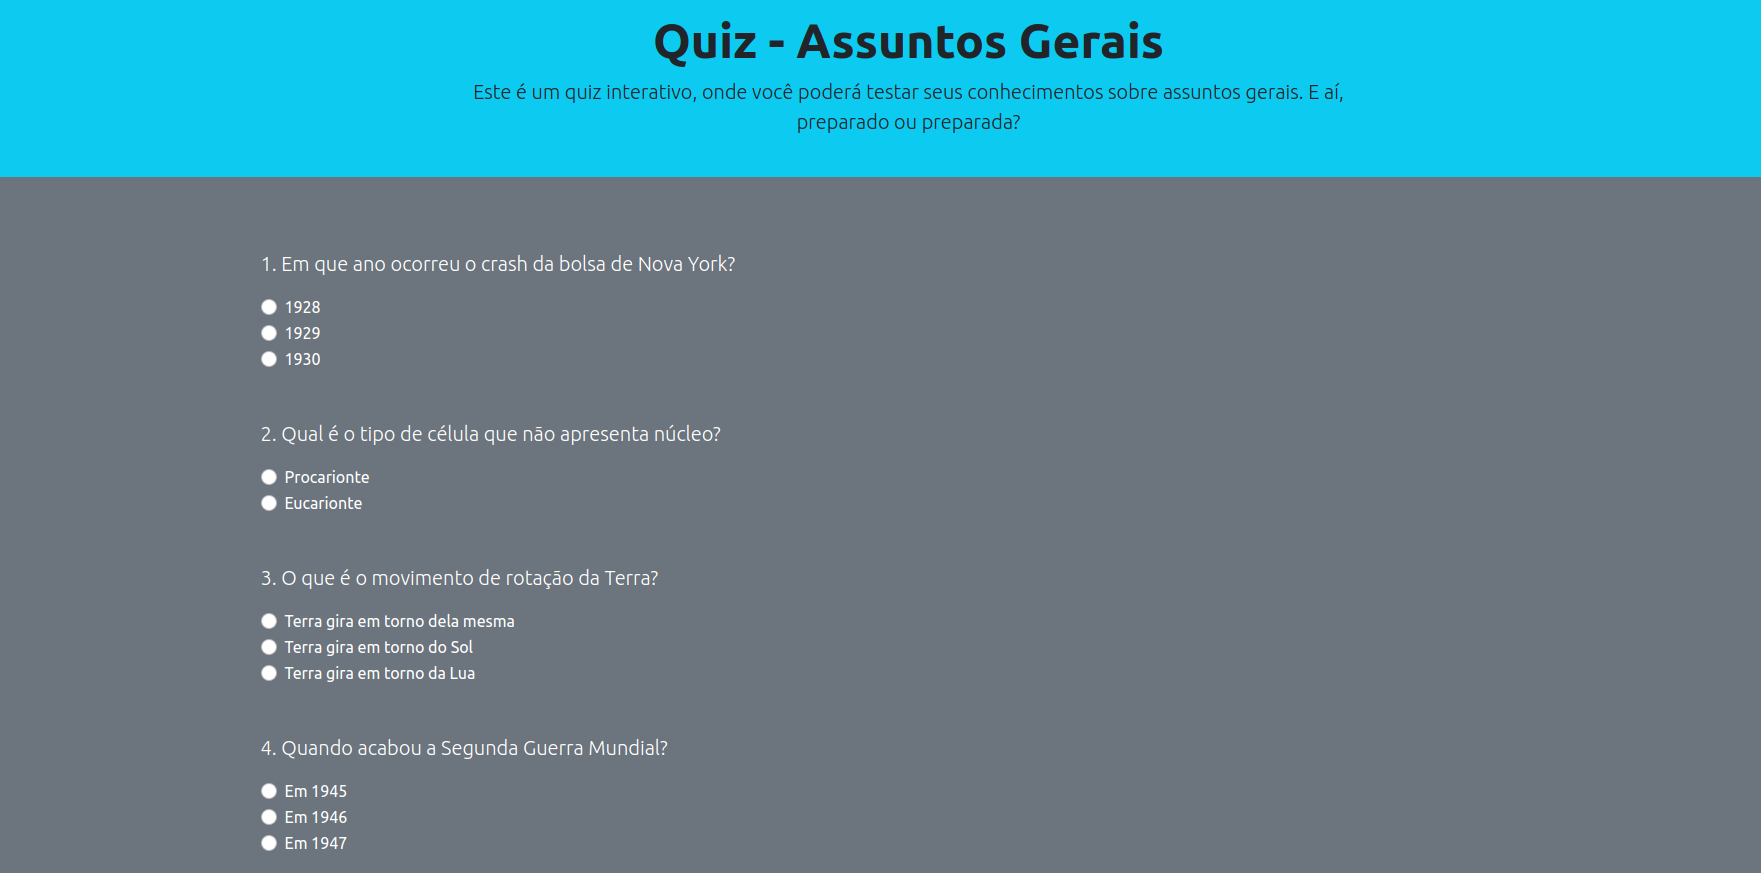 Quiz - Assuntos Gerais
Este é um quiz interativo, onde você poderá testar seus conhecimentos sobre assuntos gerais. E aí,
preparado ou preparada?
1. Em que ano ocorreu o crash da bolsa de Nova York?
1928
1929
1930
2. Qual é o tipo de célula que não apresenta núcleo?
Procarionte
Eucarionte
3. O que é o movimento de rotação da Terra?
Terra gira em torno dela mesma
Terra gira em torno do Sol
Terra gira em torno da Lua
4. Quando acabou a Segunda Guerra Mundial?
Em 1945
Em 1946
Em 1947